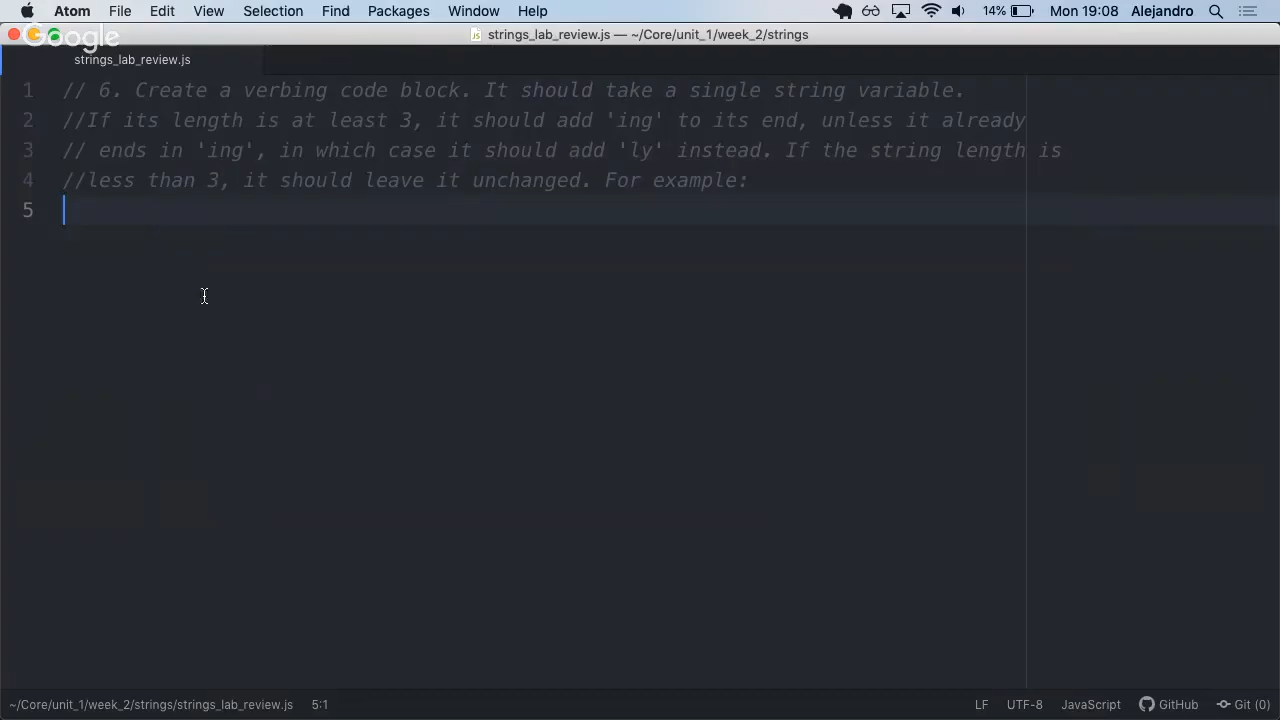 Atom File Edit View Selection Find Packages Window Help 14% Mon 19:08 Alejandro
Google
strings_lab_review.js — ~/Core/unit_1/week_2/strings
strings_lab_review.js
1 // 6. Create a verbing code block. It should take a single string variable.
2 //If its length is at least 3, it should add 'ing' to its end, unless it already
3 // ends in 'ing', in which case it should add 'ly' instead. If the string length is
4 //less than 3, it should leave it unchanged. For example:
5
~/Core/unit_1/week_2/strings/strings_lab_review.js 5:1 LF UTF-8 JavaScript GitHub Git (0)